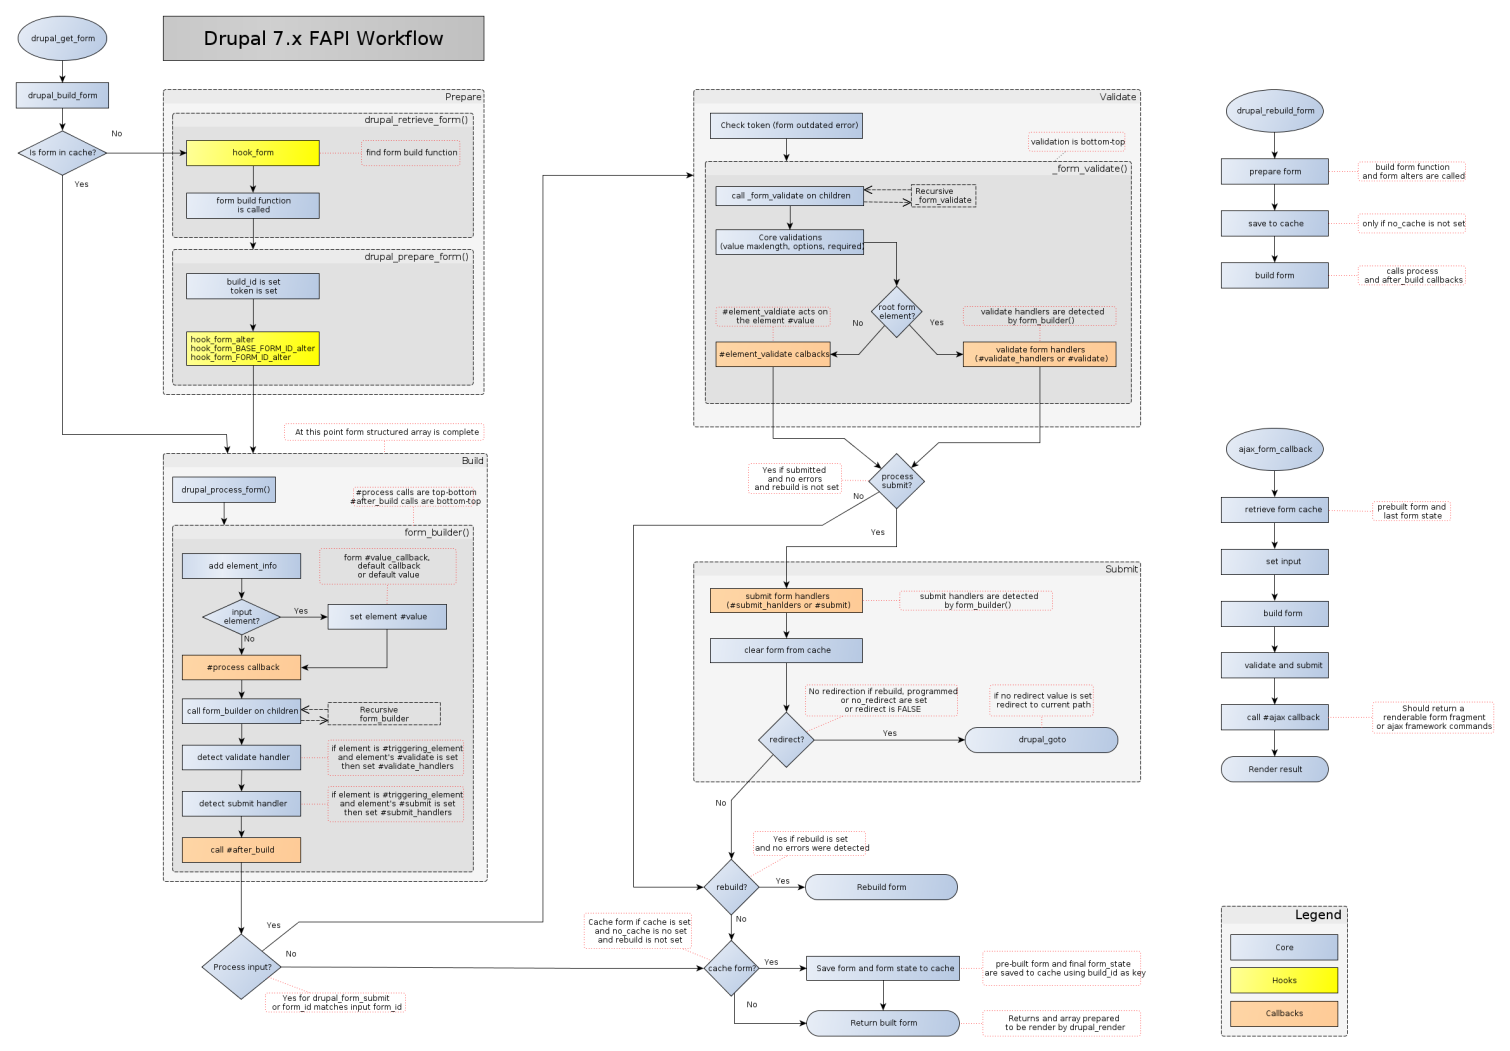 drupal_get_form
Drupal 7.x FAPI Workflow
drupal_build_form
Is form in cache?
No
Yes
Prepare
drupal_retrieve_form()
hook_form
find form build function
form build function
is called
drupal_prepare_form()
build_id is set
token is set
hook_form_alter
hook_form_BASE_FORM_ID_alter
hook_form_FORM_ID_alter
At this point form structured array is complete
Build
drupal_process_form()
#process calls are top-bottom
#after_build calls are bottom-top
form_builder()
add element_info
form #value_callback,
default callback
or default value
input
element?
Yes
No
set element #value
#process callback
call form_builder on children
Recursive
form_builder
detect validate handler
if element is #triggering_element
and element's #validate is set
then set #validate_handlers
detect submit handler
if element is #triggering_element
and element's #submit is set
then set #submit_handlers
call #after_build
Process input?
Yes
No
Yes for drupal_form_submit
or form_id matches input form_id
Validate
Check token (form outdated error)
validation is bottom-top
_form_validate()
call _form_validate on children
Recursive
_form_validate
Core validations
(value maxlength, options, required)
root form
element?
No
Yes
#element_valdiate acts on
the element #value
validate handlers are detected
by form_builder()
#element_validate calbacks
validate form handlers
(#validate_handlers or #validate)
process
submit?
Yes if submitted
and no errors
and rebuild is not set
No
Yes
Submit
submit form handlers
(#submit_hanlders or #submit)
submit handlers are detected
by form_builder()
clear form from cache
No redirection if rebuild, programmed
or no_redirect are set
or redirect is FALSE
if no redirect value is set
redirect to current path
redirect?
Yes
drupal_goto
No
Yes if rebuild is set
and no errors were detected
rebuild?
Yes
Rebuild form
No
Cache form if cache is set
and no_cache is no set
and rebuild is not set
cache form?
Yes
Save form and form state to cache
pre-built form and final form_state
are saved to cache using build_id as key
No
Return built form
Returns and array prepared
to be render by drupal_render
drupal_rebuild_form
prepare form
build form function
and form alters are called
save to cache
only if no_cache is not set
build form
calls process
and after_build callbacks
ajax_form_callback
retrieve form cache
prebuilt form and
last form state
set input
build form
validate and submit
call #ajax callback
Should return a
renderable form fragment
or ajax framework commands
Render result
Legend
Core
Hooks
Callbacks